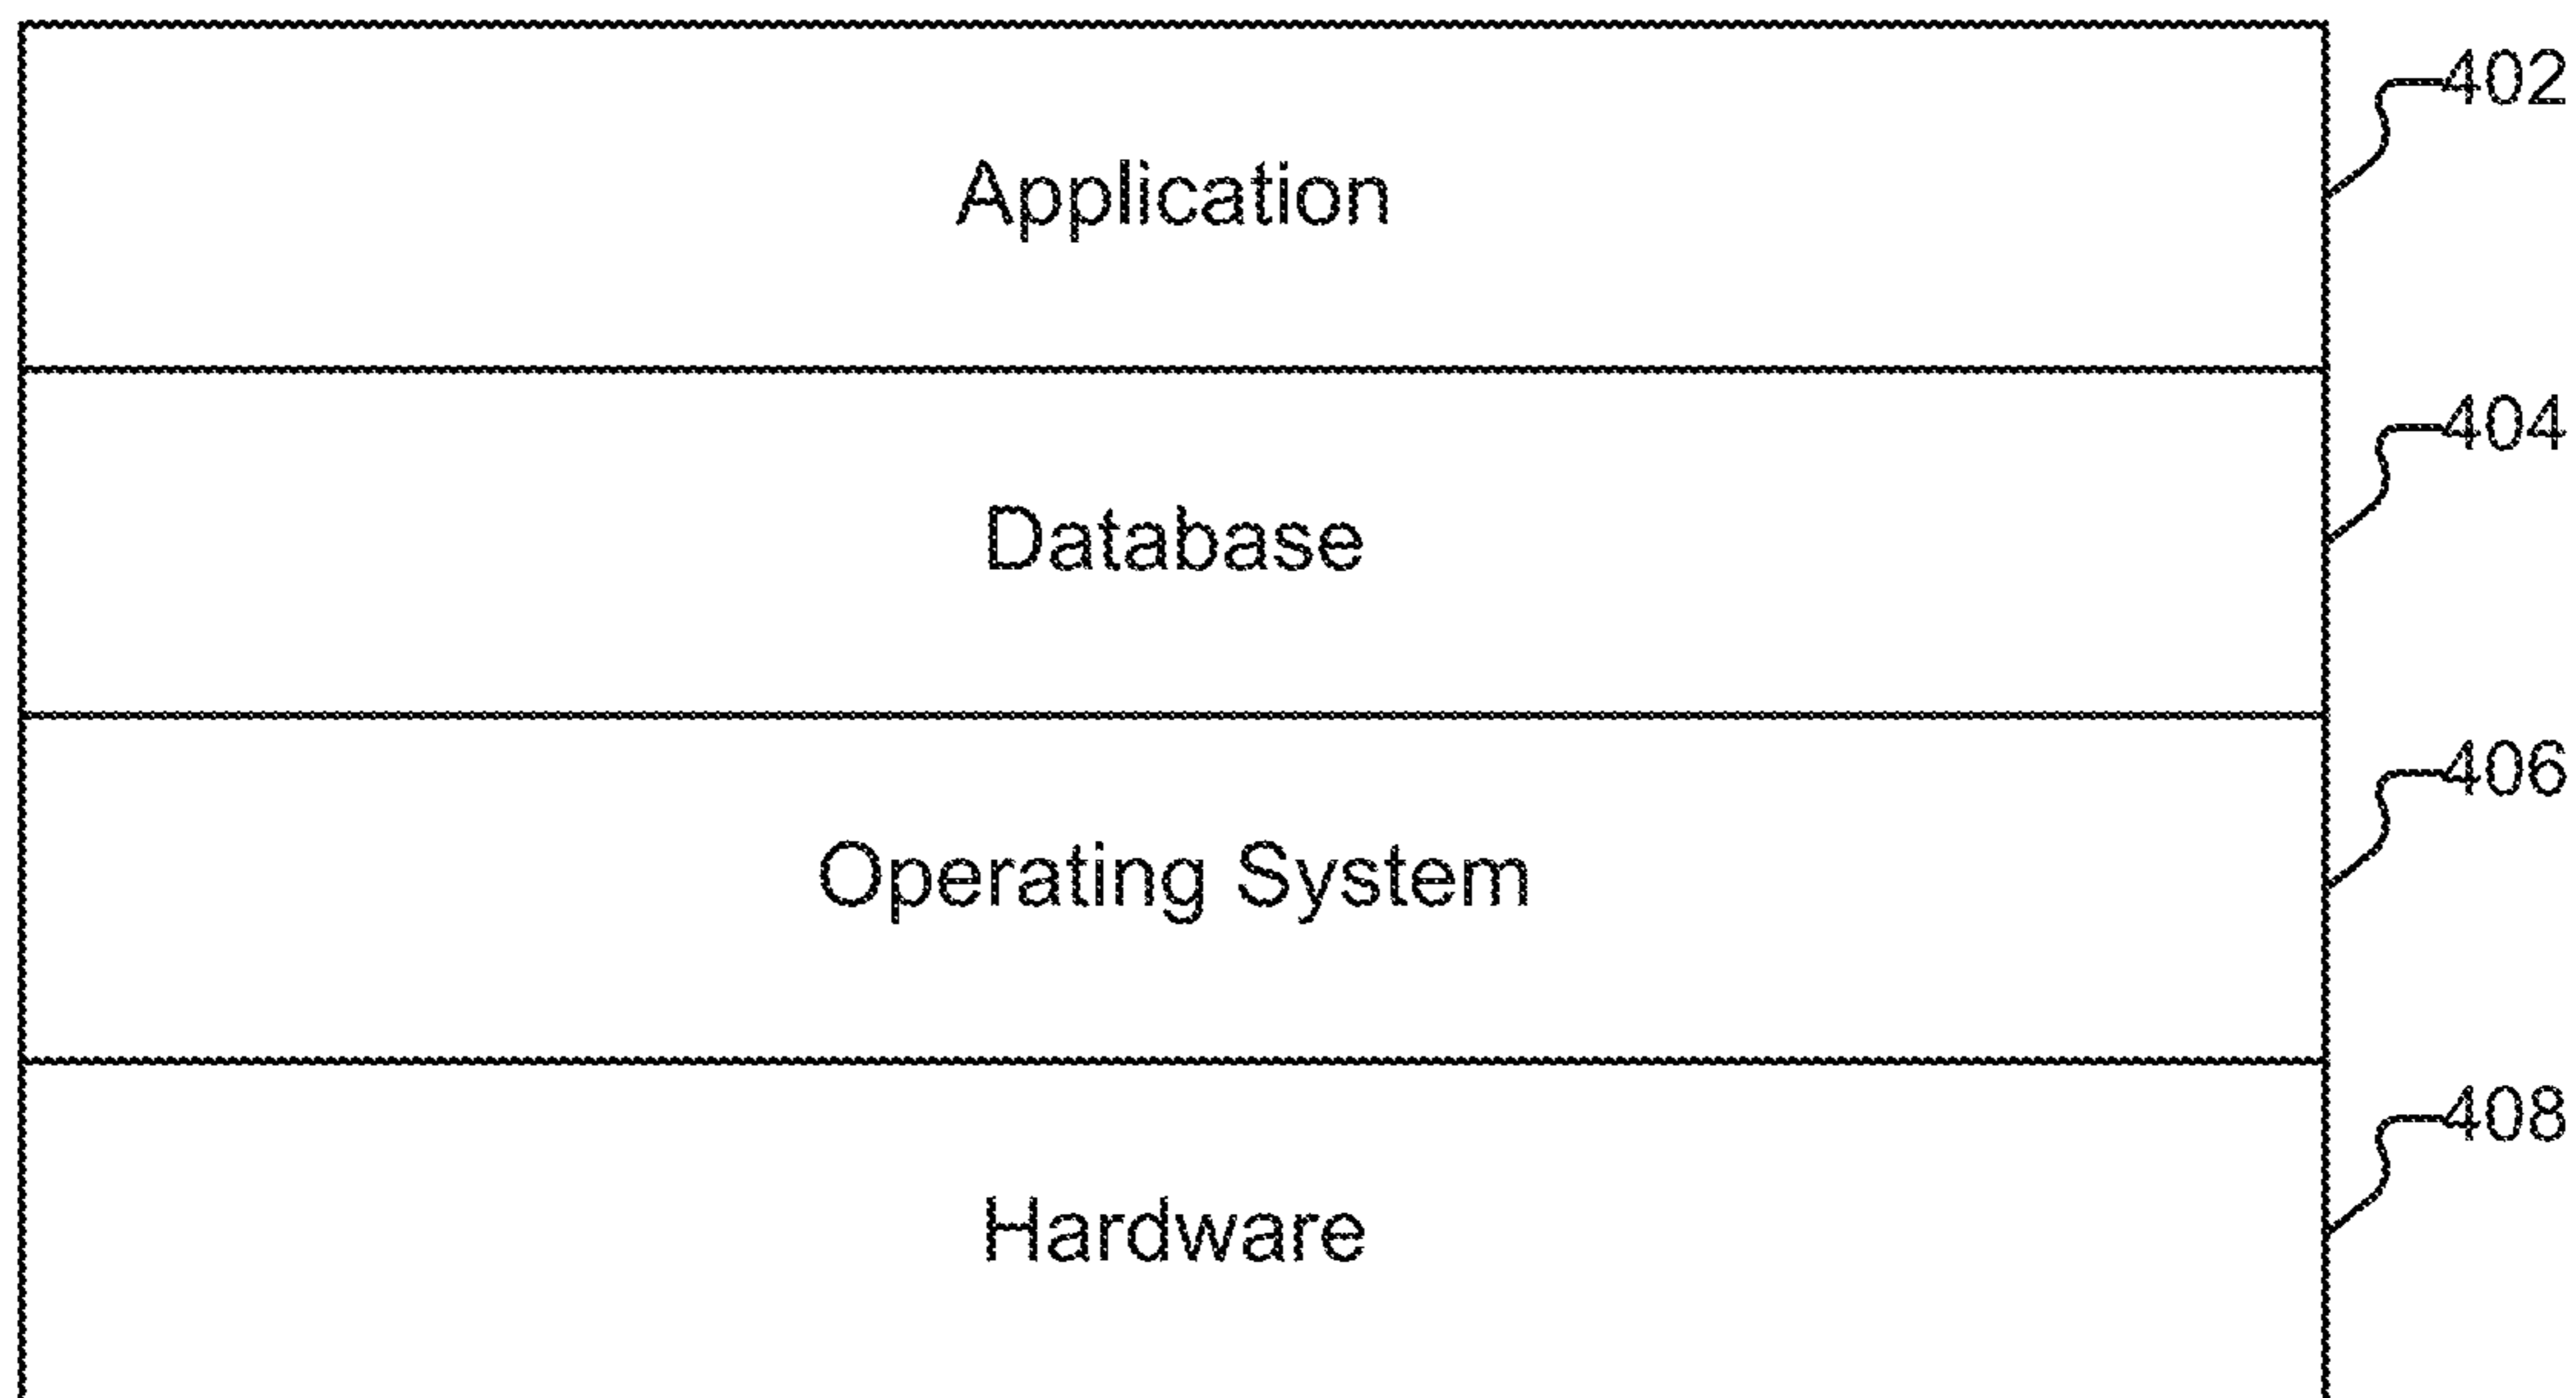 402
Application
404
Database
406
Operating System
408
Hardware